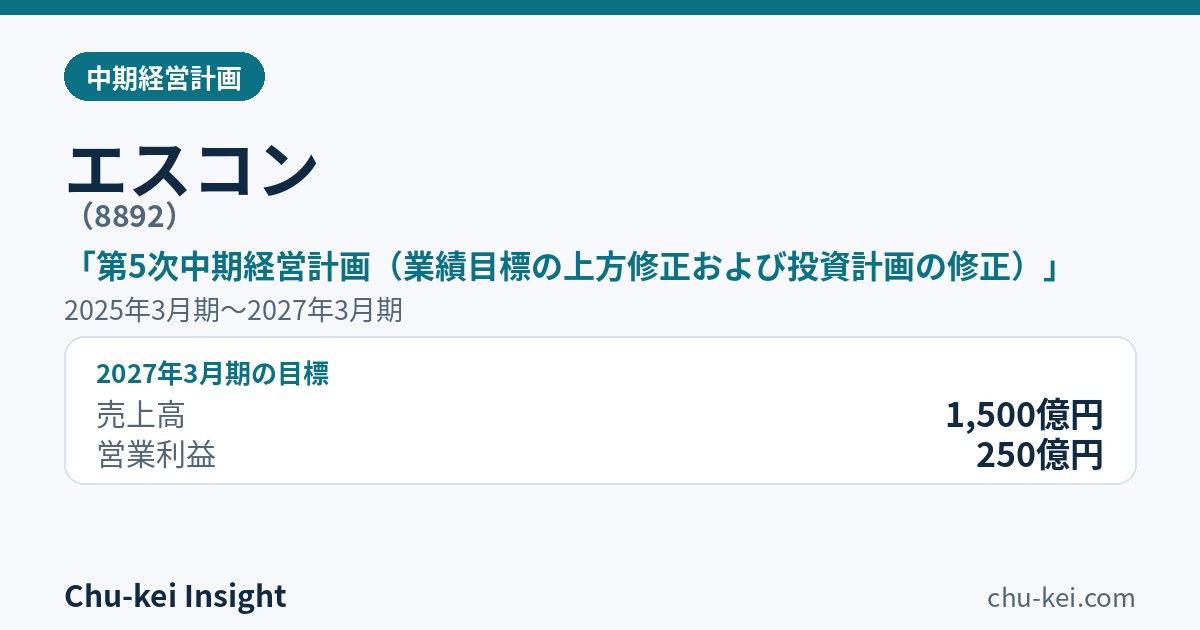 中期経営計画
エスコン
（8892）
「第5次中期経営計画（業績目標の上方修正および投資計画の修正）」
2025年3月期〜2027年3月期
2027年3月期の目標
売上高 1,500億円
営業利益 250億円
Chu-kei Insight chu-kei.com